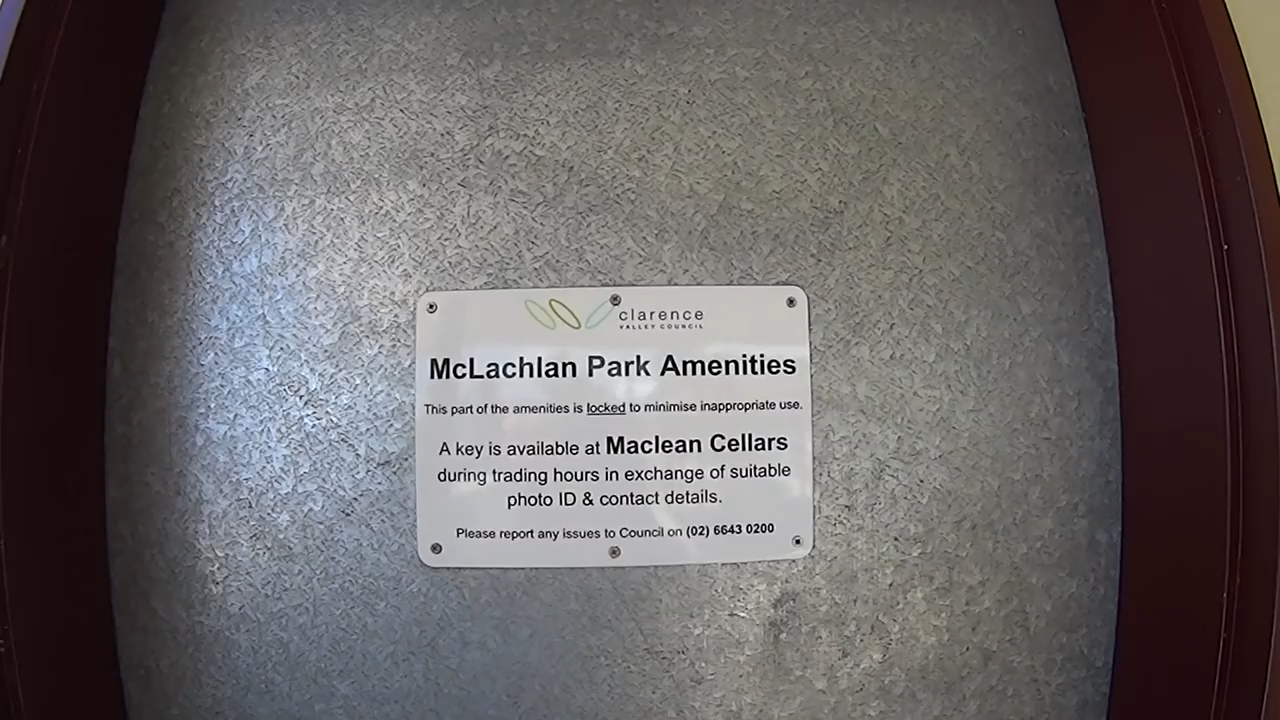 clarence
VALLEY COUNCIL
McLachlan Park Amenities
This part of the amenities is locked to minimise inappropriate use.
A key is available at Maclean Cellars
during trading hours in exchange of suitable
photo ID & contact details.
Please report any issues to Council on (02) 6643 0200